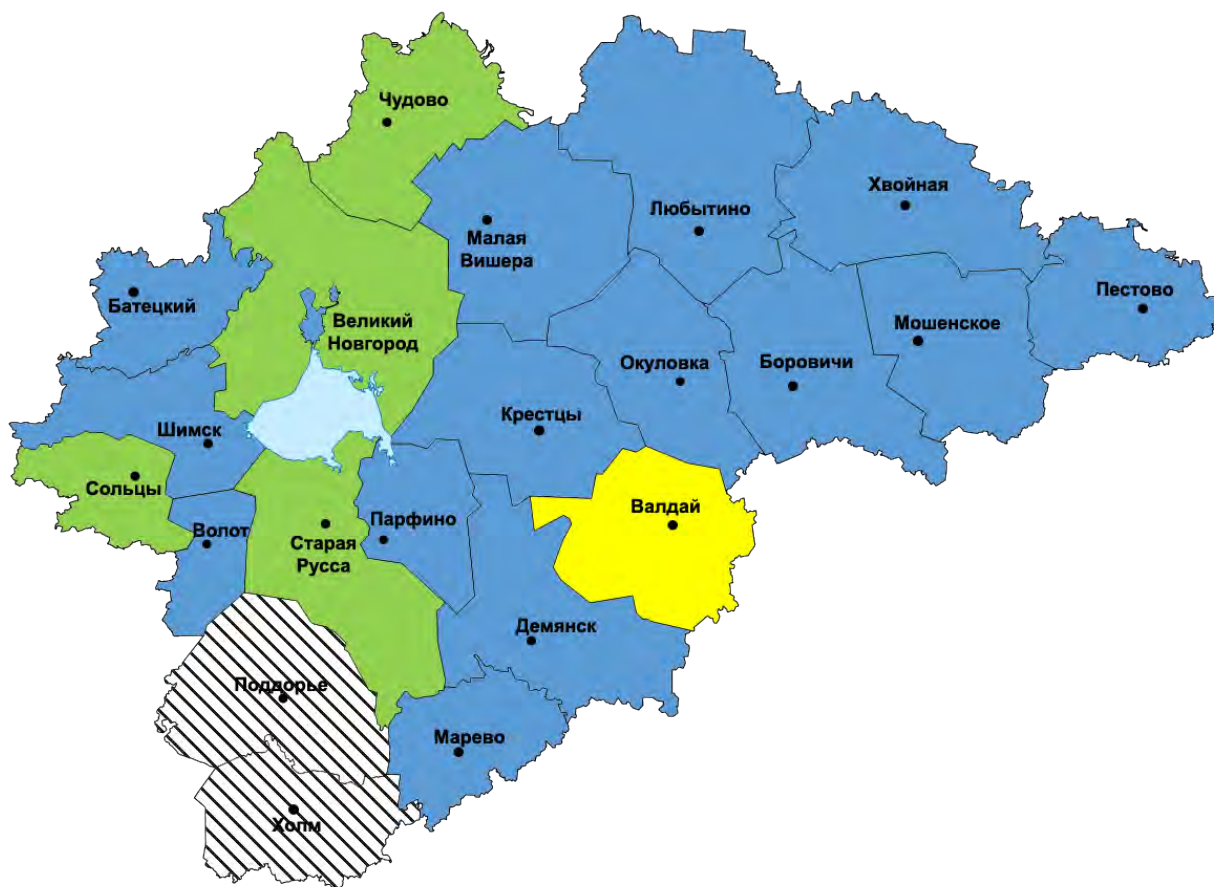 Чудово
Хвойная
Любытино
Малая
Вишера
Пестово
Батецкий
Великий
Новгород
Мошенское
Окуловка
Боровичи
Крестцы
Шимск
Сольцы
Валдай
Волот
Парфино
Старая
Русса
Демянск
Поддорье
Марево
Холм